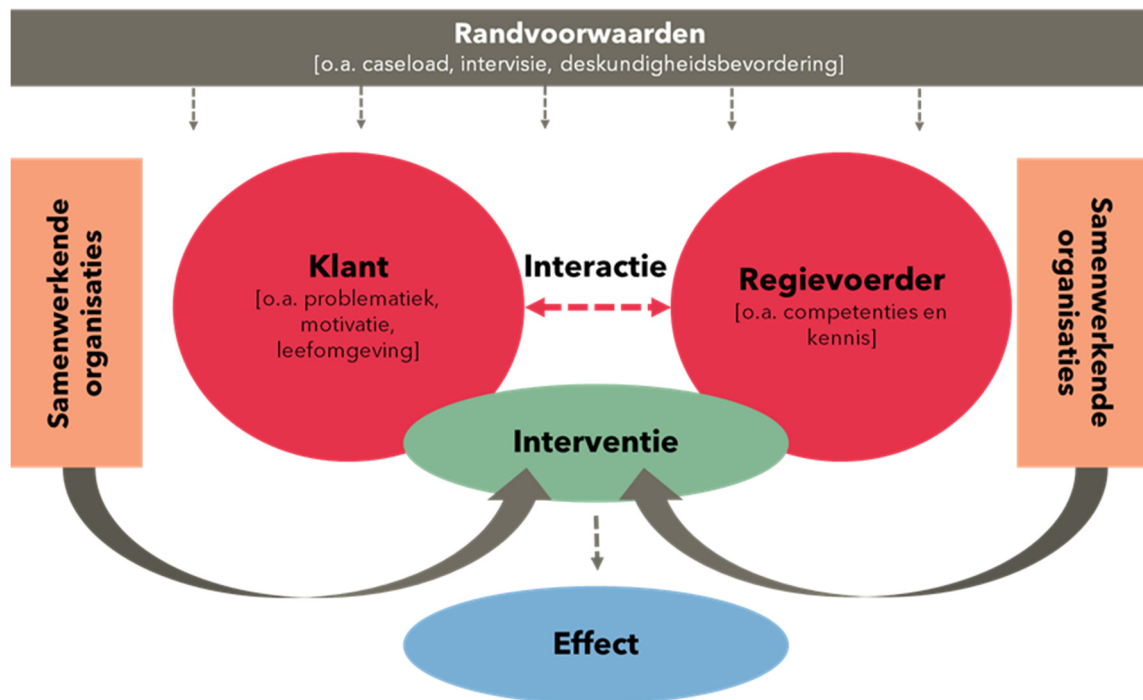 Randvoorwaarden
[o.a. caseload, intervisie, deskundigheidsbevordering]
Samenwerkende
organisaties
Klant
[o.a. problematiek,
motivatie,
leefomgeving]
Interactie
Regievoerder
[o.a. competenties en
kennis]
Samenwerkende
organisaties
Interventie
Effect